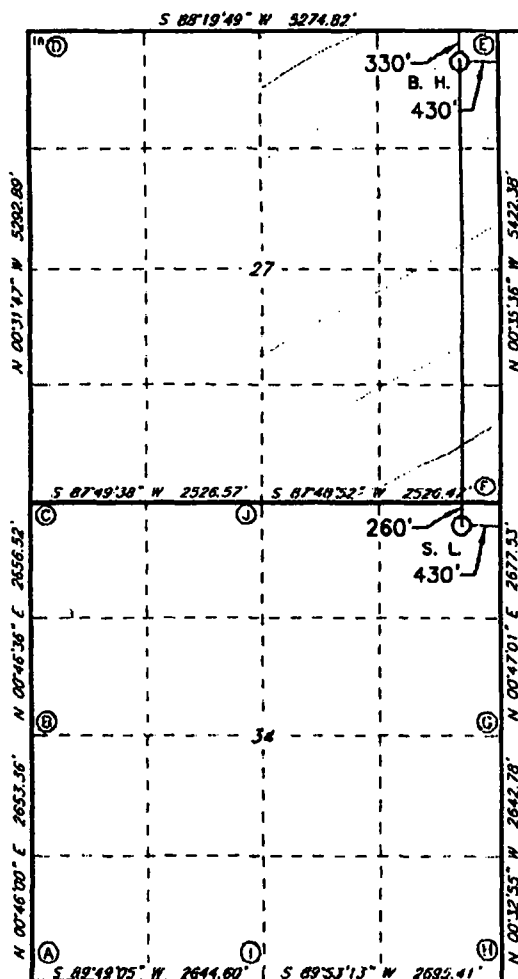 S 88°19'49" W 5274.82'
D
E
330'
B. H.
430'
N 00°31'47" W 5292.89'
27
N 00°35'36" W 5422.38'
S 87°49'38" W 2526.57'
S 87°48'52" W 2526.47'
F
C
J
260'
S. L.
430'
N 00°46'36" E 2656.52'
N 00°47'01" E 2677.53'
B
34
G
N 00°46'00" E 2653.36'
N 00°32'55" W 2642.78'
A
I
H
S 89°49'05" W 2644.60'
S 89°53'13" W 2695.41'